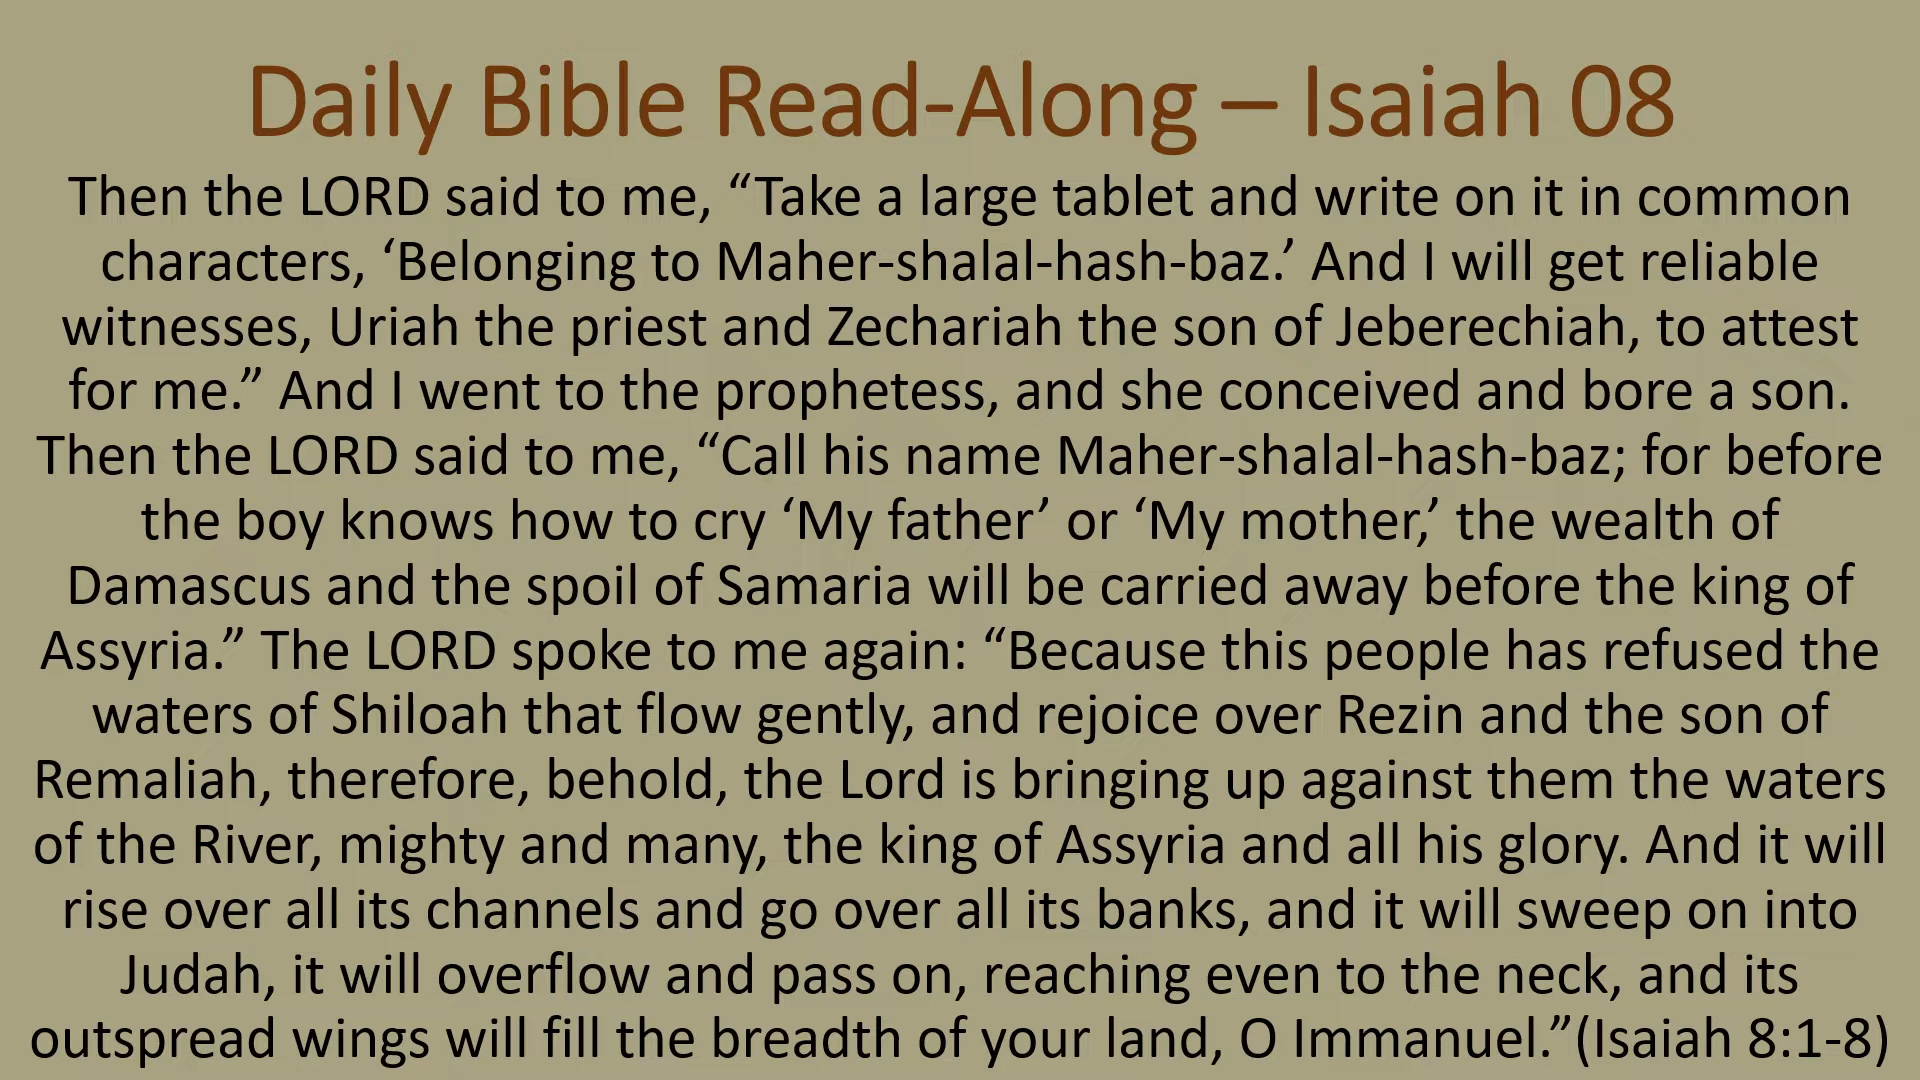 Daily Bible Read-Along – Isaiah 08
Then the LORD said to me, “Take a large tablet and write on it in common
characters, ‘Belonging to Maher-shalal-hash-baz.’ And I will get reliable
witnesses, Uriah the priest and Zechariah the son of Jeberechiah, to attest
for me.” And I went to the prophetess, and she conceived and bore a son.
Then the LORD said to me, “Call his name Maher-shalal-hash-baz; for before
the boy knows how to cry ‘My father’ or ‘My mother,’ the wealth of
Damascus and the spoil of Samaria will be carried away before the king of
Assyria.” The LORD spoke to me again: “Because this people has refused the
waters of Shiloah that flow gently, and rejoice over Rezin and the son of
Remaliah, therefore, behold, the Lord is bringing up against them the waters
of the River, mighty and many, the king of Assyria and all his glory. And it will
rise over all its channels and go over all its banks, and it will sweep on into
Judah, it will overflow and pass on, reaching even to the neck, and its
outspread wings will fill the breadth of your land, O Immanuel.”(Isaiah 8:1-8)